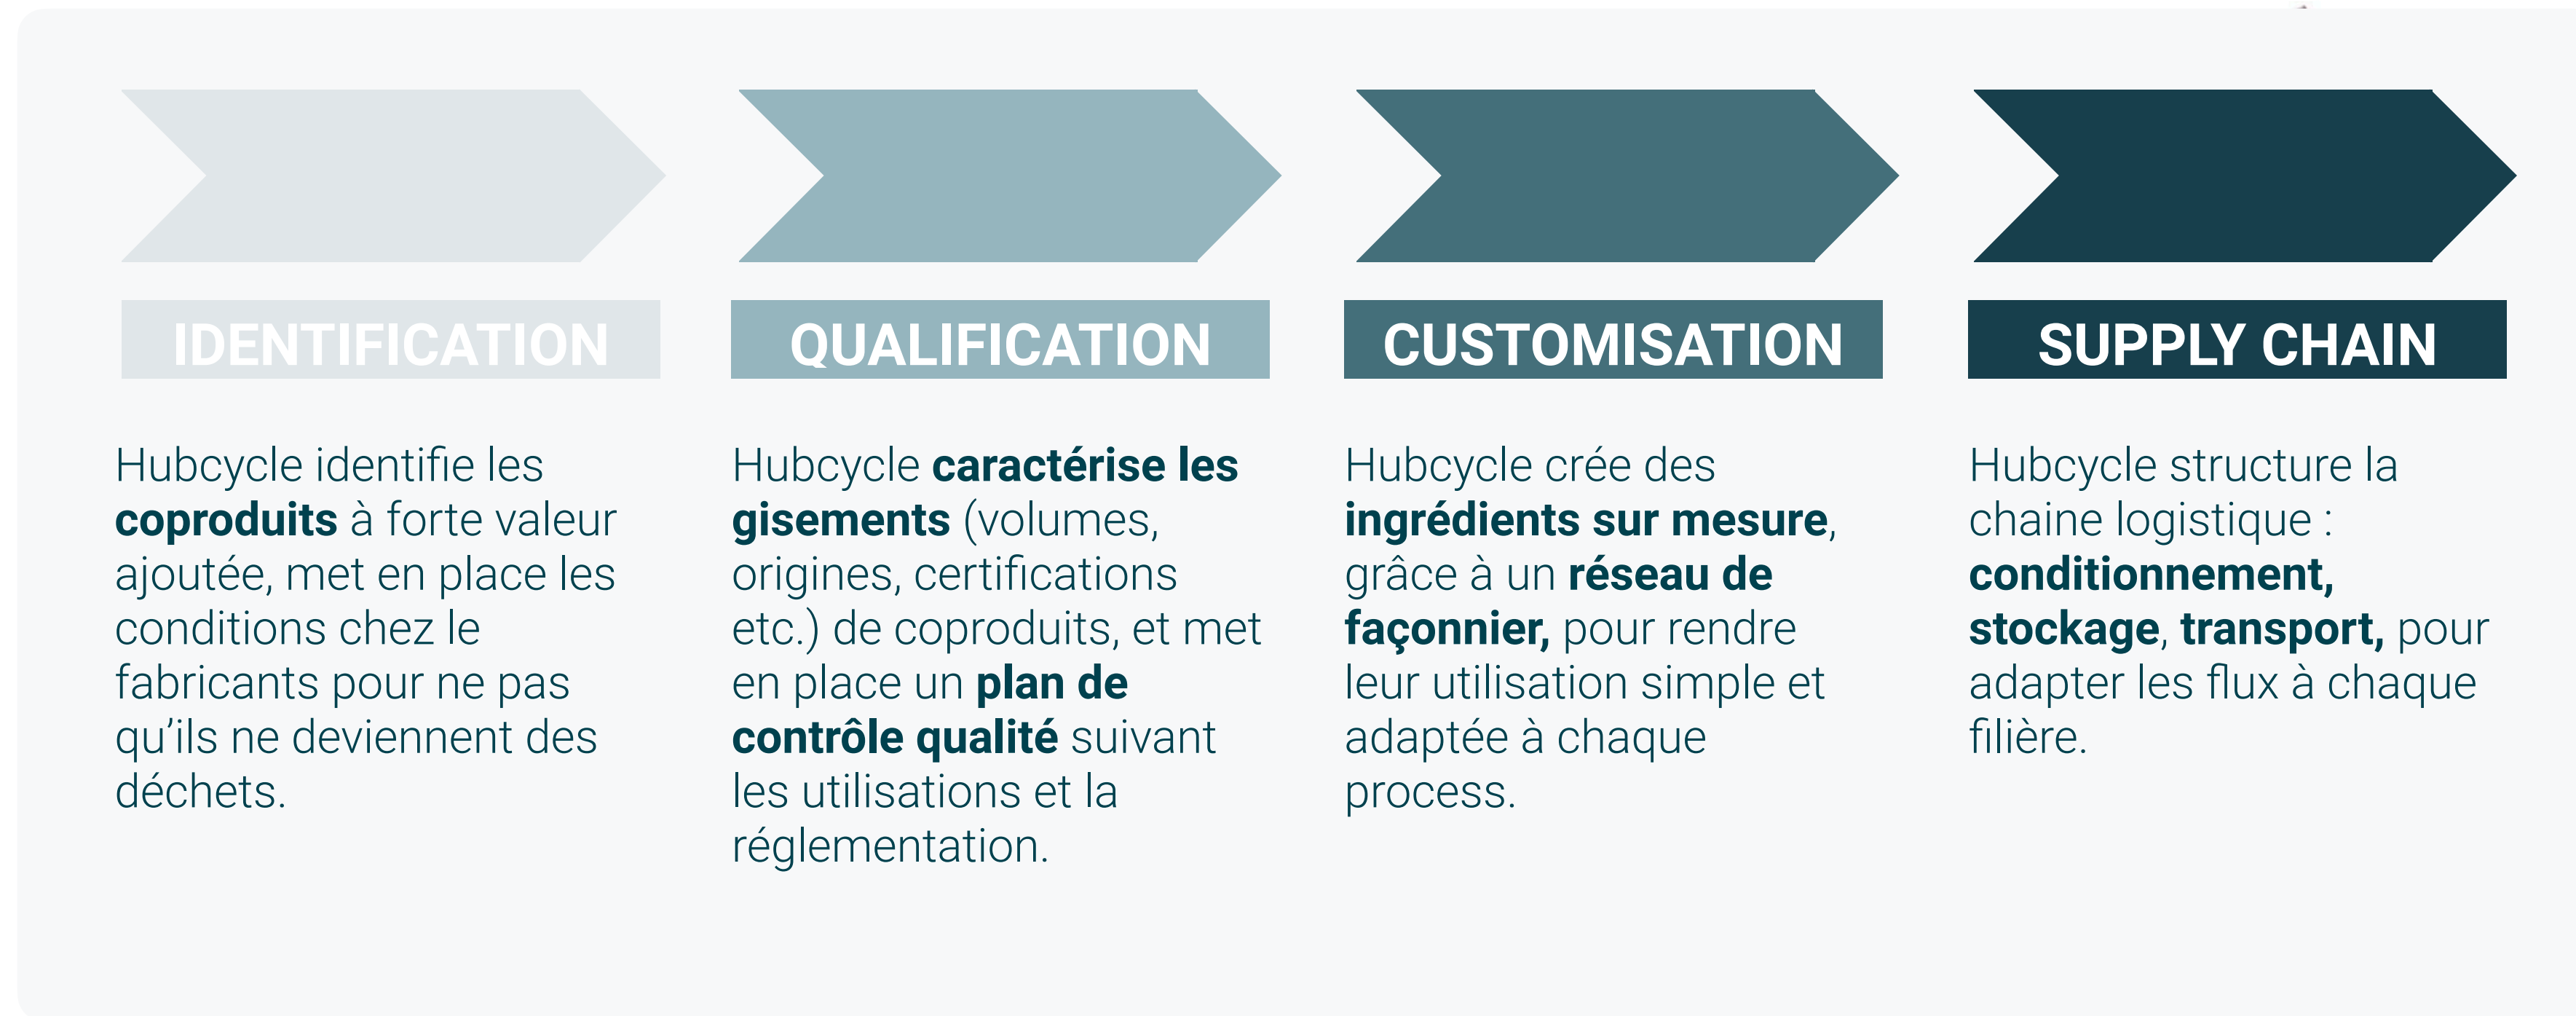 IDENTIFICATION
Hubcycle identifie les
coproduits à forte valeur
ajoutée, met en place les
conditions chez le
fabricants pour ne pas
qu’ils ne deviennent des
déchets.
QUALIFICATION
Hubcycle caractérise les
gisements (volumes,
origines, certifications
etc.) de coproduits, et met
en place un plan de
contrôle qualité suivant
les utilisations et la
réglementation.
CUSTOMISATION
Hubcycle crée des
ingrédients sur mesure,
grâce à un réseau de
façonnier, pour rendre
leur utilisation simple et
adaptée à chaque
process.
SUPPLY CHAIN
Hubcycle structure la
chaine logistique :
conditionnement,
stockage, transport, pour
adapter les flux à chaque
filière.